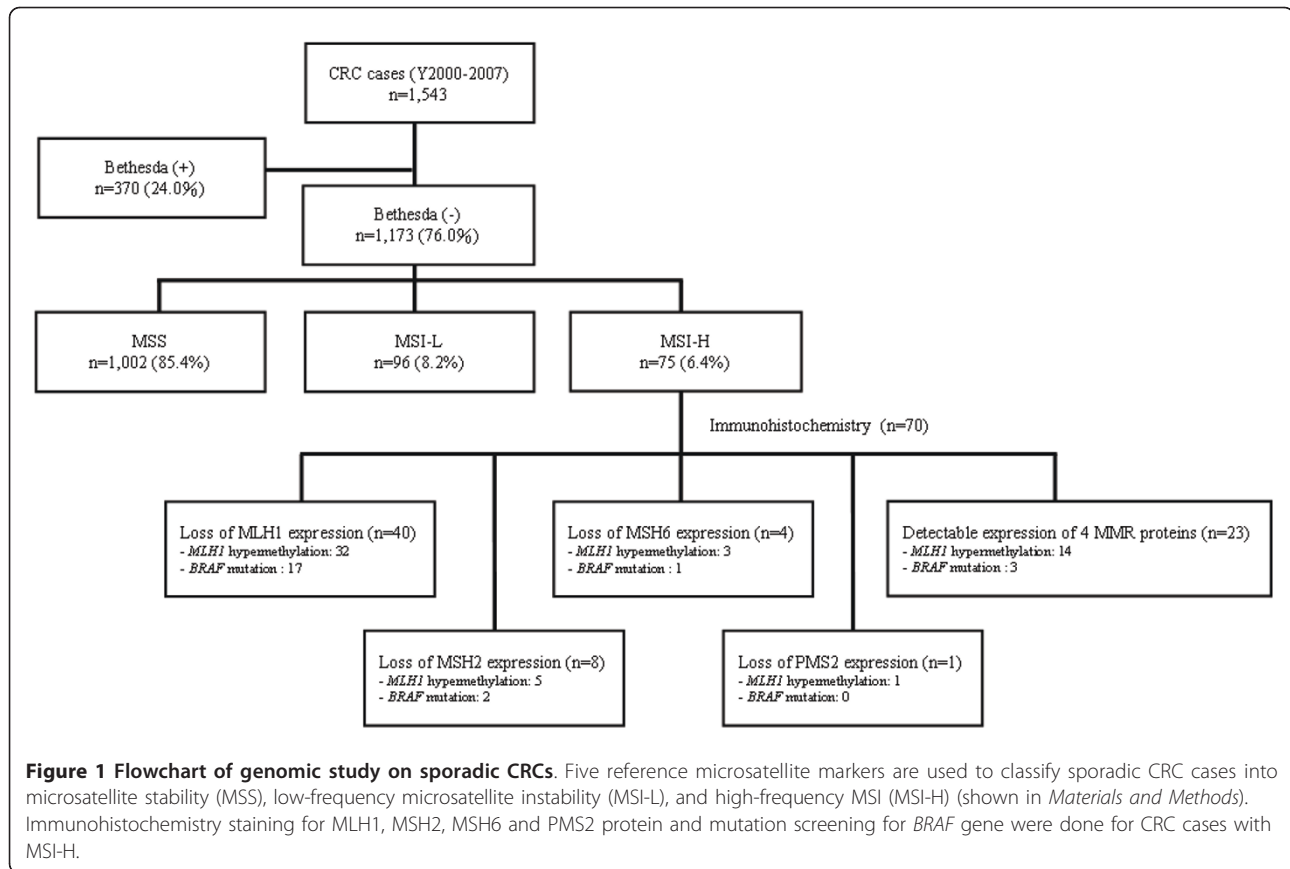 CRC cases (Y2000-2007)
n=1,543
Bethesda (+)
n=370 (24.0%)
Bethesda (-)
n=1,173 (76.0%)
MSS
n=1,002 (85.4%)
MSI-L
n=96 (8.2%)
MSI-H
n=75 (6.4%)
Immunohistochemistry (n=70)
Loss of MLH1 expression (n=40)
- MLH1 hypermethylation: 32
- BRAF mutation : 17
Loss of MSH6 expression (n=4)
- MLH1 hypermethylation: 3
- BRAF mutation : 1
Detectable expression of 4 MMR proteins (n=23)
- MLH1 hypermethylation: 14
- BRAF mutation : 3
Loss of MSH2 expression (n=8)
- MLH1 hypermethylation: 5
- BRAF mutation: 2
Loss of PMS2 expression (n=1)
- MLH1 hypermethylation: 1
- BRAF mutation: 0
Figure 1 Flowchart of genomic study on sporadic CRCs. Five reference microsatellite markers are used to classify sporadic CRC cases into
microsatellite stability (MSS), low-frequency microsatellite instability (MSI-L), and high-frequency MSI (MSI-H) (shown in Materials and Methods).
Immunohistochemistry staining for MLH1, MSH2, MSH6 and PMS2 protein and mutation screening for BRAF gene were done for CRC cases with
MSI-H.